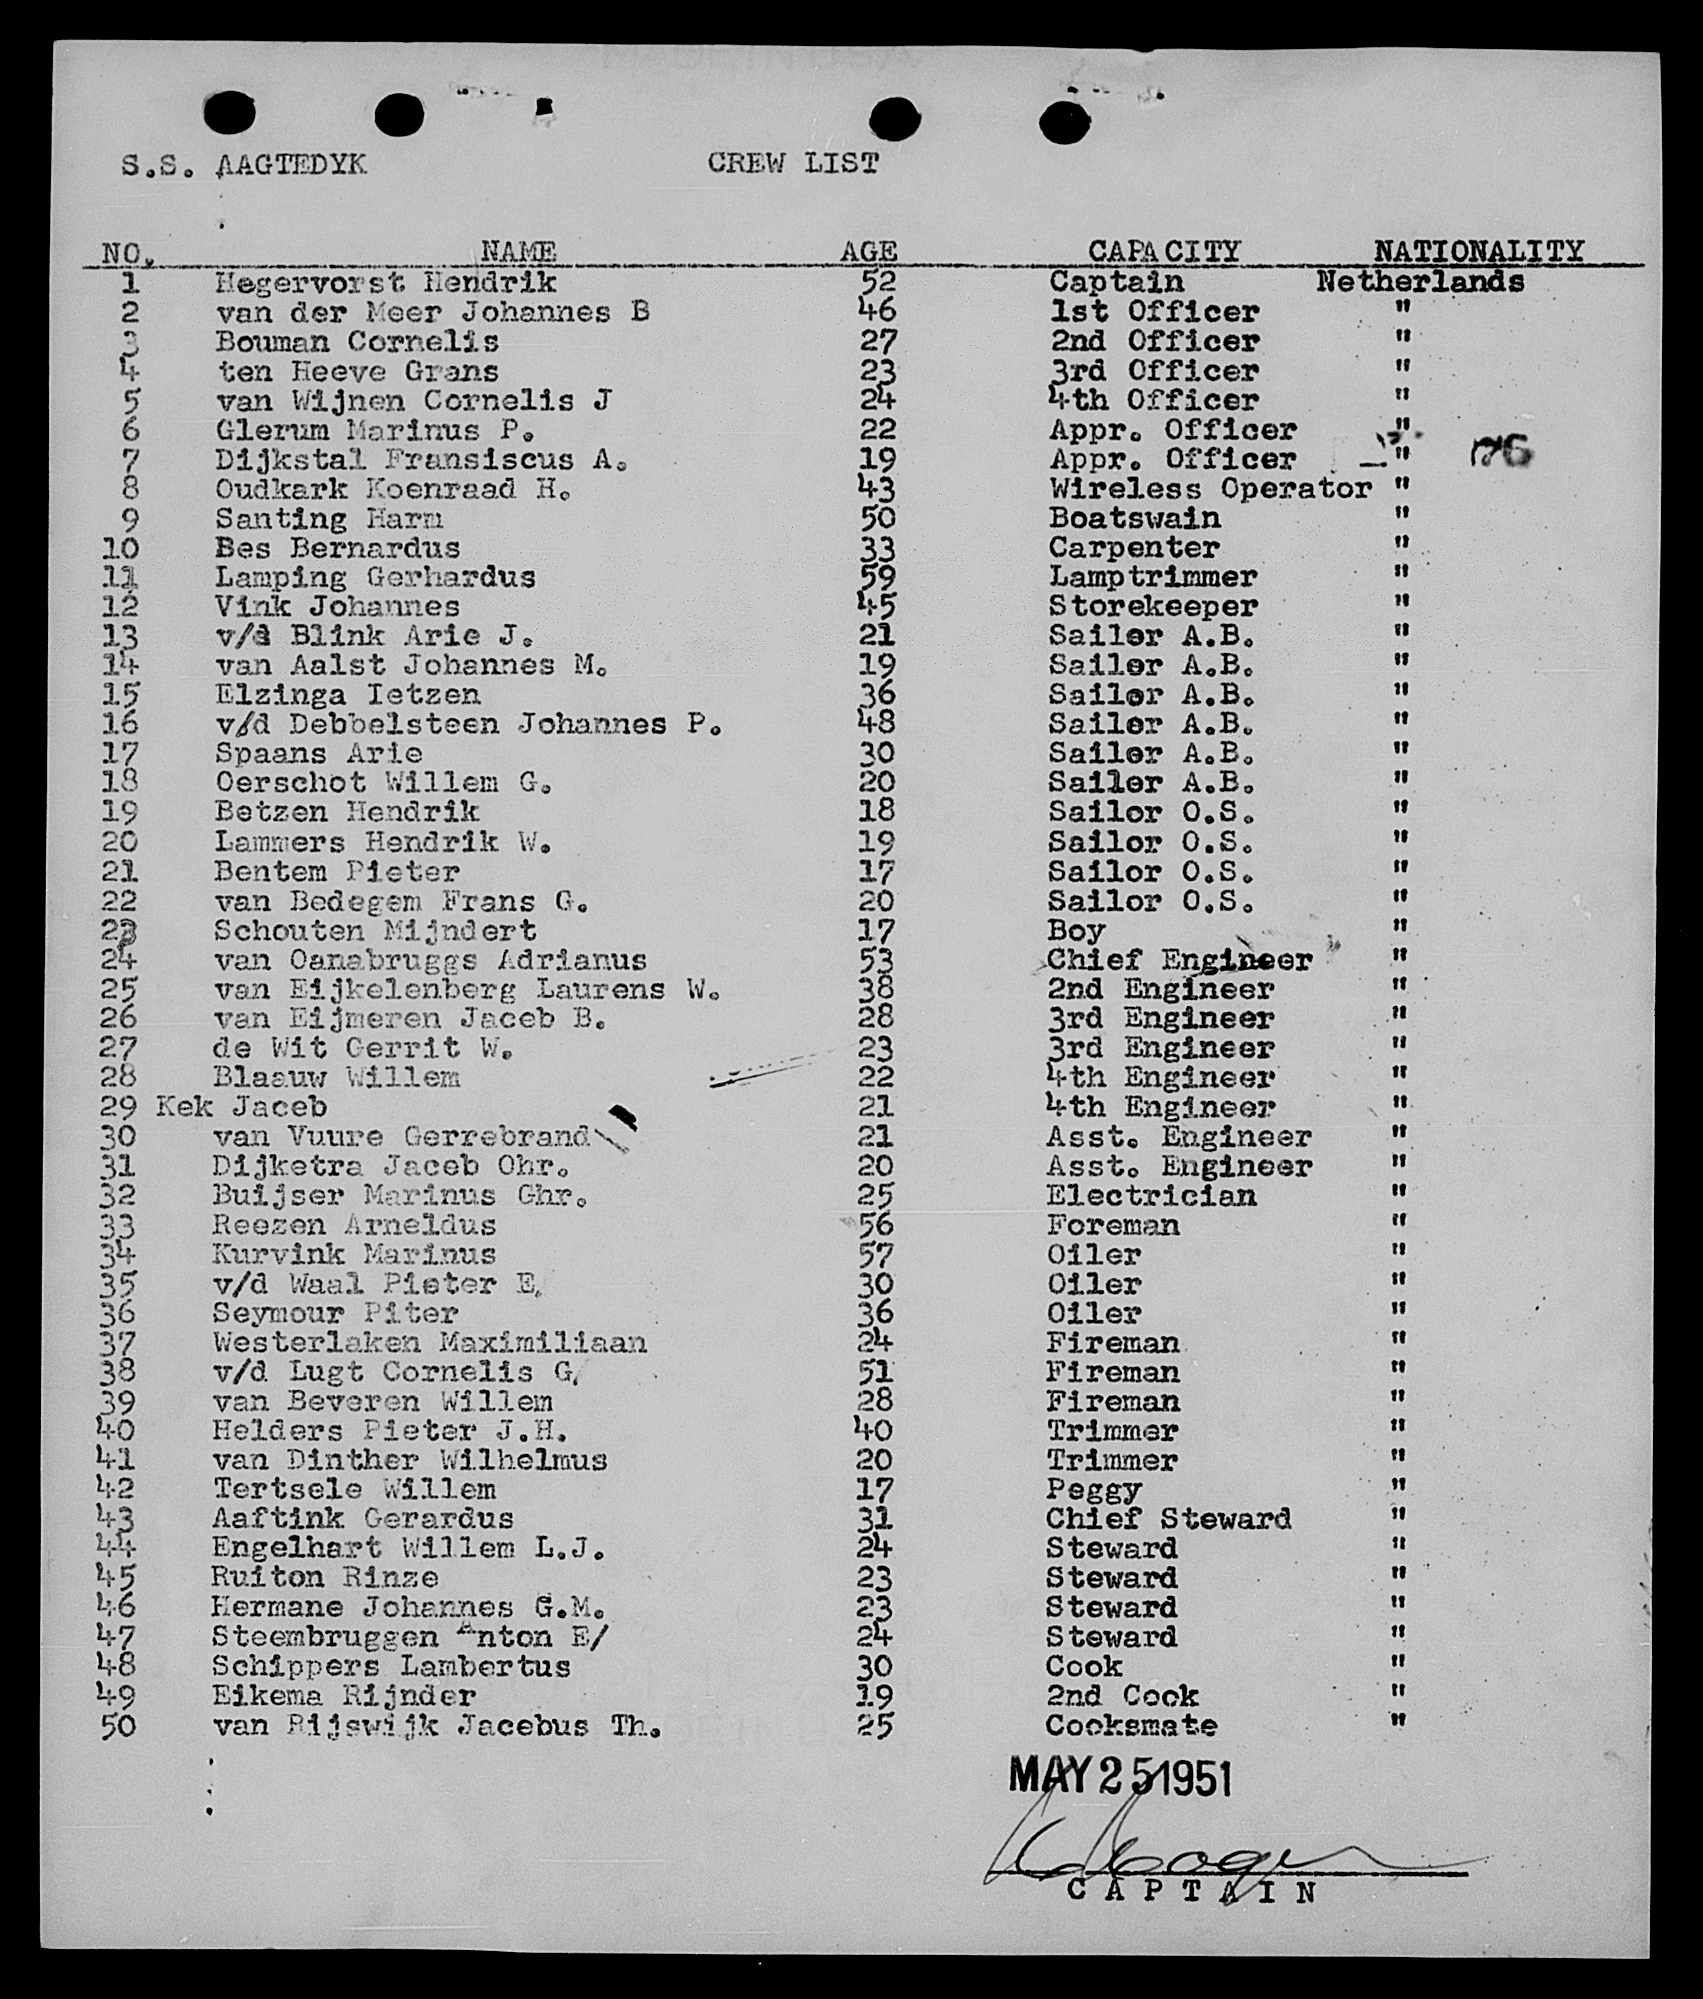 S.S. AAGTEDYK CREW LIST
NO. NAME AGE CAPACITY NATIONALITY
1 Hegervorst Hendrik 52 Captain Netherlands
2 van der Meer Johannes B 46 1st Officer "
3 Bouman Cornelis 27 2nd Officer "
4 ten Heeve Grans 23 3rd Officer "
5 van Wijnen Cornelis J 24 4th Officer "
6 Glerum Marinus P. 22 Appr. Officer "
7 Dijkstal Fransiscus A. 19 Appr. Officer "
8 Oudkark Koenraad H. 43 Wireless Operator "
9 Santing Harm 50 Boatswain "
10 Bes Bernardus 33 Carpenter "
11 Lamping Gerhardus 59 Lamptrimmer "
12 Vink Johannes 45 Storekeeper "
13 v/d Blink Arie J. 21 Sailer A.B. "
14 van Aalst Johannes M. 19 Sailer A.B. "
15 Elzinga Ietzen 36 Sailer A.B. "
16 v/d Debbelsteen Johannes P. 48 Sailer A.B. "
17 Spaans Arie 30 Sailer A.B. "
18 Oerschot Willem G. 20 Sailer A.B. "
19 Betzen Hendrik 18 Sailor O.S. "
20 Lammers Hendrik W. 19 Sailor O.S. "
21 Bentem Pieter 17 Sailor O.S. "
22 van Bedegem Frans G. 20 Sailor O.S. "
23 Schouten Mijndert 17 Boy "
24 van Oanabruggs Adrianus 53 Chief Engineer "
25 van Eijkelenberg Laurens W. 38 2nd Engineer "
26 van Eijmeren Jaceb B. 28 3rd Engineer "
27 de Wit Gerrit W. 23 3rd Engineer "
28 Blaauw Willem 22 4th Engineer "
29 Kek Jaceb 21 4th Engineer "
30 van Vuure Gerrebrand 21 Asst. Engineer "
31 Dijketra Jaceb Ohr. 20 Asst. Engineer "
32 Buijser Marinus Chr. 25 Electrician "
33 Reezen Arneldus 56 Foreman "
34 Kurvink Marinus 57 Oiler "
35 v/d Waal Pieter E. 30 Oiler "
36 Seymour Piter 36 Oiler "
37 Westerlaken Maximiliaan 24 Fireman "
38 v/d Lugt Cornelis G/ 51 Fireman "
39 van Beveren Willem 28 Fireman "
40 Helders Pieter J.H. 40 Trimmer "
41 van Dinther Wilhelmus 20 Trimmer "
42 Tertsele Willem 17 Peggy "
43 Aaftink Gerardus 31 Chief Steward "
44 Engelhart Willem L.J. 24 Steward "
45 Ruiton Rinze 23 Steward "
46 Hermane Johannes G.M. 23 Steward "
47 Steembruggen Anton E/ 24 Steward "
48 Schippers Lambertus 30 Cook "
49 Eikema Rijnder 19 2nd Cook "
50 van Rijswijk Jacebus Th. 25 Cooksmate "
MAY 25 1951
CAPTAIN